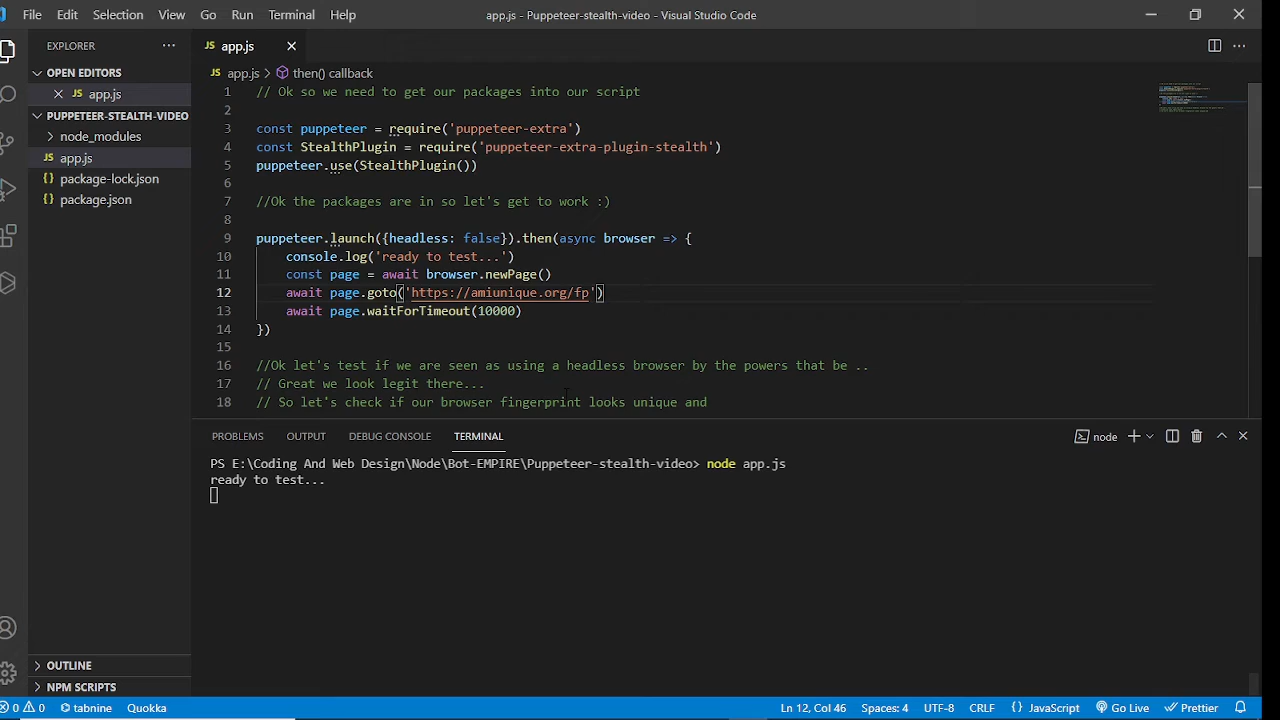 File Edit Selection View Go Run Terminal Help app.js - Puppeteer-stealth-video - Visual Studio Code
EXPLORER
OPEN EDITORS
JS app.js
PUPPETEER-STEALTH-VIDEO
node_modules
JS app.js
{} package-lock.json
{} package.json
OUTLINE
NPM SCRIPTS
JS app.js
JS app.js > then() callback
1 // Ok so we need to get our packages into our script
2
3 const puppeteer = require('puppeteer-extra')
4 const StealthPlugin = require('puppeteer-extra-plugin-stealth')
5 puppeteer.use(StealthPlugin())
6
7 //Ok the packages are in so let's get to work :)
8
9 puppeteer.launch({headless: false}).then(async browser => {
10 console.log('ready to test...')
11 const page = await browser.newPage()
12 await page.goto('https://amiunique.org/fp')
13 await page.waitForTimeout(10000)
14 })
15
16 //Ok let's test if we are seen as using a headless browser by the powers that be ..
17 // Great we look legit there...
18 // So let's check if our browser fingerprint looks unique and
PROBLEMS OUTPUT DEBUG CONSOLE TERMINAL node
PS E:\Coding And Web Design\Node\Bot-EMPIRE\Puppeteer-stealth-video> node app.js
ready to test...
0 0 tabnine Quokka Ln 12, Col 46 Spaces: 4 UTF-8 CRLF {} JavaScript Go Live Prettier